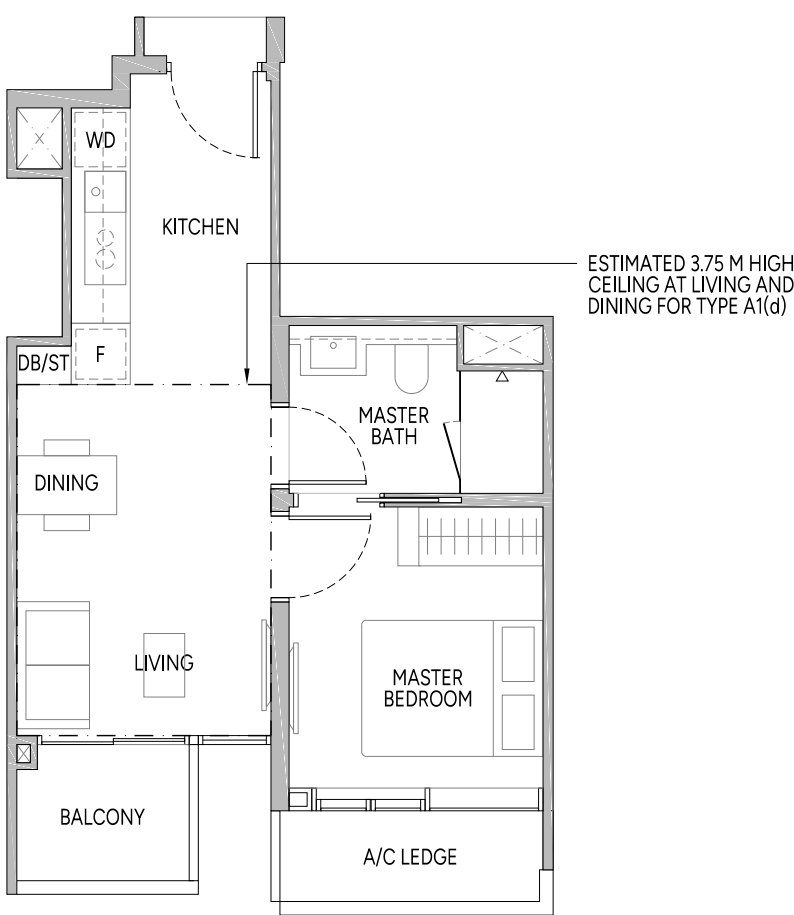 WD
KITCHEN
ESTIMATED 3.75 M HIGH
CEILING AT LIVING AND
DINING FOR TYPE A1(d)
F
DB/ST
MASTER
BATH
DINING
LIVING
MASTER
BEDROOM
BALCONY
A/C LEDGE